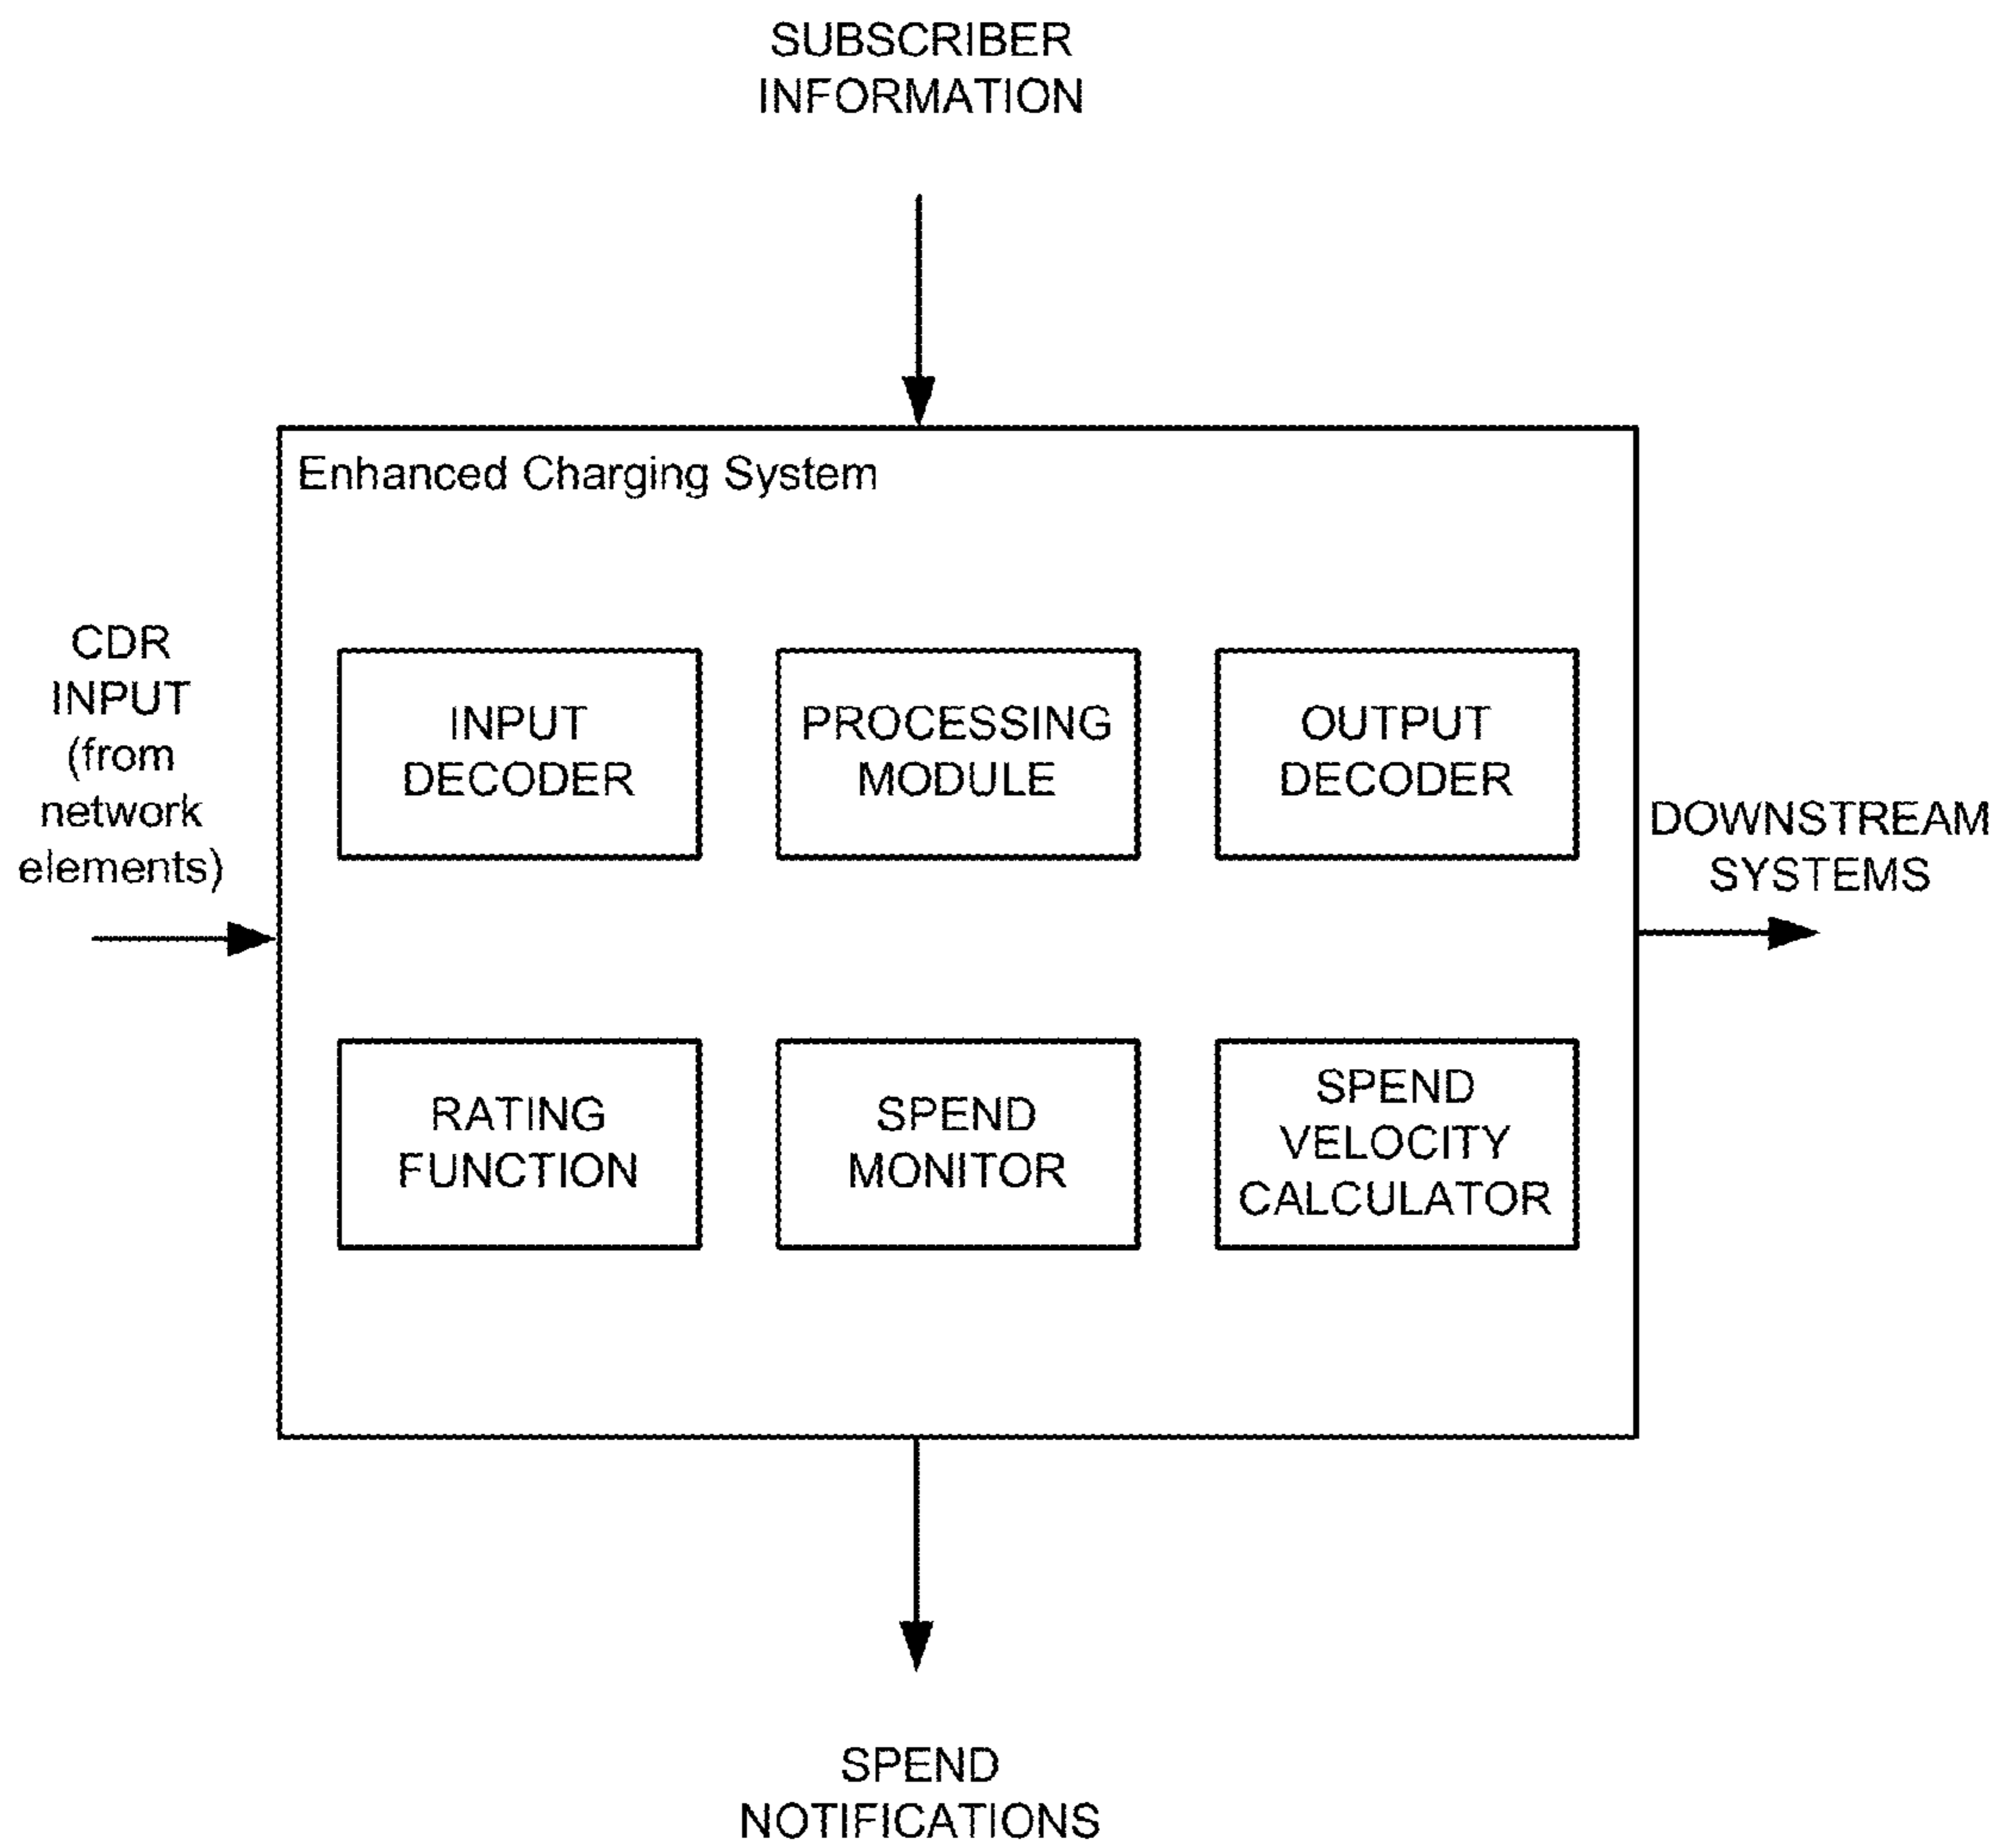 SUBSCRIBER
INFORMATION
Enhanced Charging System
CDR
INPUT
(from
network
elements)
INPUT
DECODER
PROCESSING
MODULE
OUTPUT
DECODER
DOWNSTREAM
SYSTEMS
RATING
FUNCTION
SPEND
MONITOR
SPEND
VELOCITY
CALCULATOR
SPEND
NOTIFICATIONS